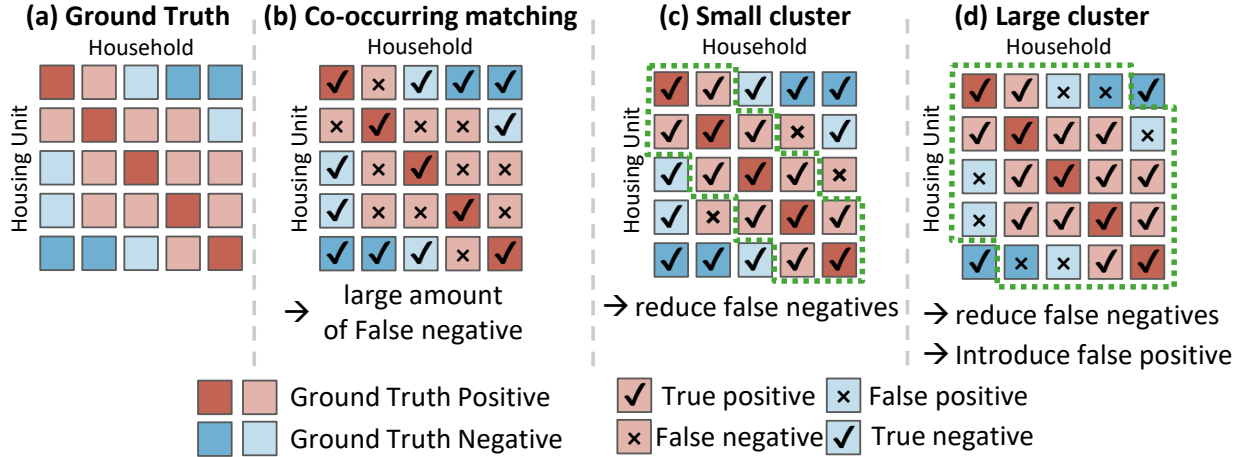 (a) Ground Truth
Household
Housing Unit
(b) Co-occurring matching
Household
Housing Unit
→ large amount
of False negative
(c) Small cluster
Household
Housing Unit
→ reduce false negatives
(d) Large cluster
Household
Housing Unit
→ reduce false negatives
→ Introduce false positive
Ground Truth Positive
Ground Truth Negative
True positive
False positive
False negative
True negative